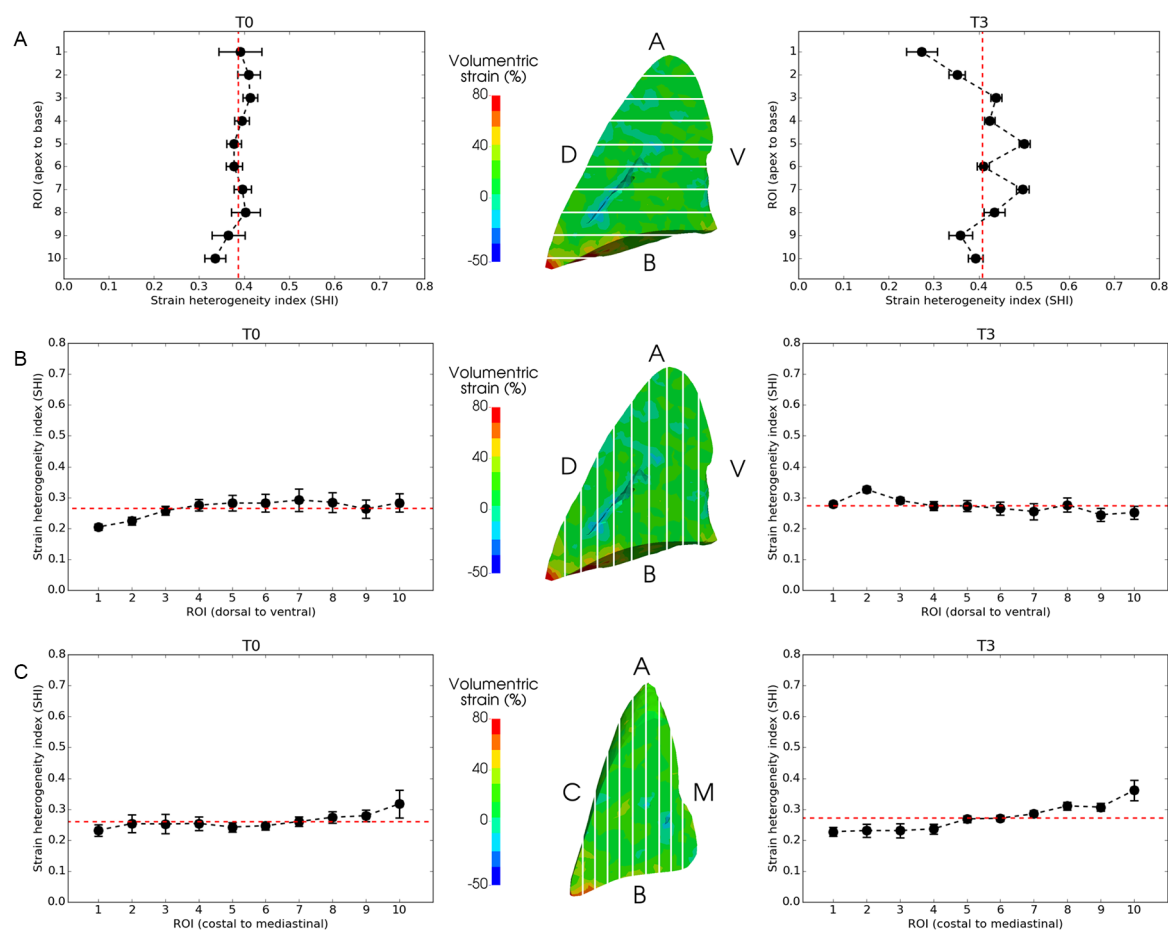 A
T0
1
2
3
4
5
6
7
8
9
10
ROI (apex to base)
0.0 0.1 0.2 0.3 0.4 0.5 0.6 0.7 0.8
Strain heterogeneity index (SHI)
Volumentric
strain (%)
80
40
0
-50
A
D
V
B
T3
1
2
3
4
5
6
7
8
9
10
ROI (apex to base)
0.0 0.1 0.2 0.3 0.4 0.5 0.6 0.7 0.8
Strain heterogeneity index (SHI)
B
T0
0.8
0.7
0.6
0.5
0.4
0.3
0.2
0.1
0.0
Strain heterogeneity index (SHI)
1 2 3 4 5 6 7 8 9 10
ROI (dorsal to ventral)
Volumentric
strain (%)
80
40
0
-50
A
D
V
B
T3
0.8
0.7
0.6
0.5
0.4
0.3
0.2
0.1
0.0
Strain heterogeneity index (SHI)
1 2 3 4 5 6 7 8 9 10
ROI (dorsal to ventral)
C
T0
0.8
0.7
0.6
0.5
0.4
0.3
0.2
0.1
0.0
Strain heterogeneity index (SHI)
1 2 3 4 5 6 7 8 9 10
ROI (costal to mediastinal)
Volumentric
strain (%)
80
40
0
-50
A
C
M
B
T3
0.8
0.7
0.6
0.5
0.4
0.3
0.2
0.1
0.0
Strain heterogeneity index (SHI)
1 2 3 4 5 6 7 8 9 10
ROI (costal to mediastinal)